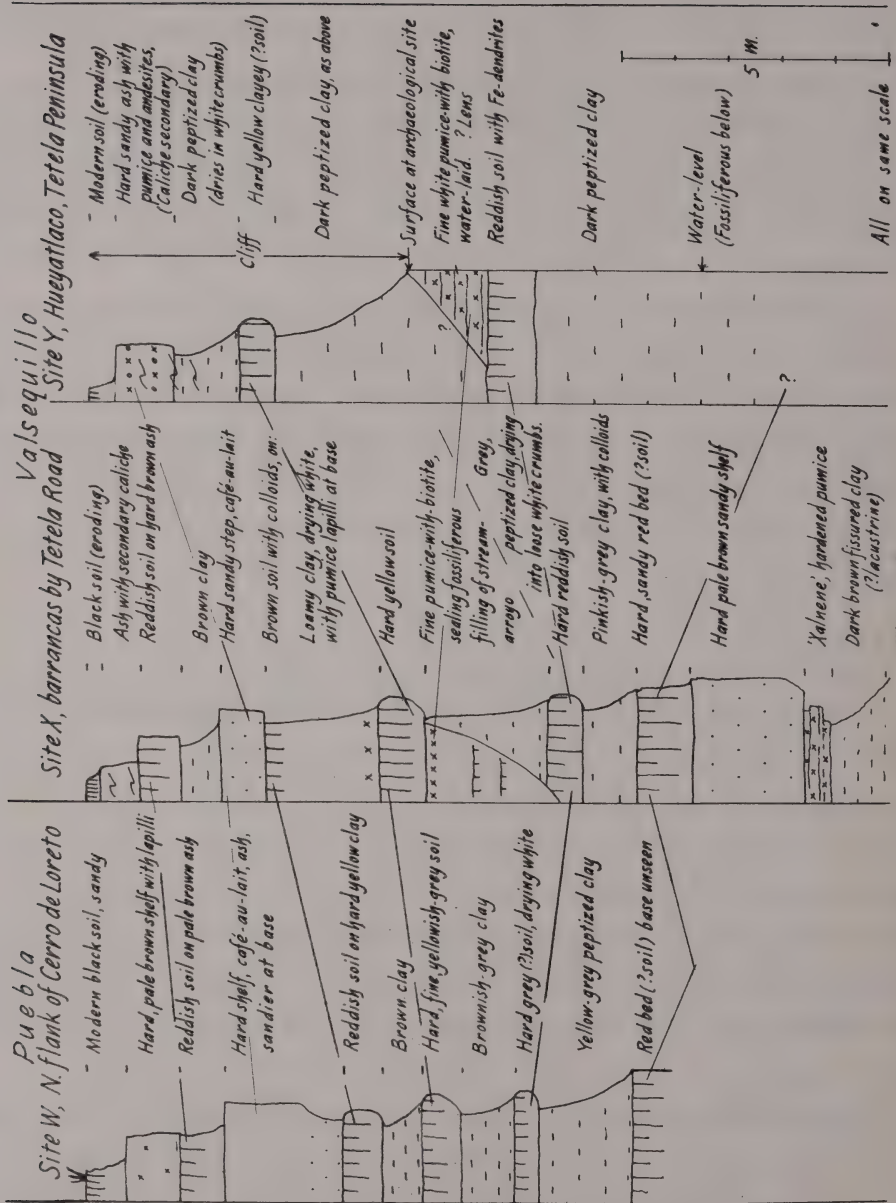 Puebla
Site W, N. flank of Cerro de Loreto
Modern black soil, sandy
Hard, pale brown shelf with lapilli
Reddish soil on pale brown ash
Hard shelf, café-au-lait, ash,
sandier at base
Reddish soil on hard yellow clay
Brown clay
Hard, fine, yellowish-grey soil
Brownish-grey clay
Hard grey (?)soil, drying white
Yellow-grey peptized clay
Red bed (?soil) base unseen
Valsequillo
Site X, barrancas by Tetela Road
Black soil (eroding)
Ash with secondary caliche
Reddish soil on hard brown ash
Brown clay
Hard sandy step, café-au-lait
Brown soil with colloids, on:
Loamy clay, drying white,
with pumice lapilli at base
Hard yellow soil
Fine pumice-with-biotite,
sealing fossiliferous
filling of stream-
arroyo
Grey,
peptized clay, drying
into loose white crumbs.
Hard reddish soil
Pinkish-grey clay, with colloids
Hard, sandy red bed (?soil)
Hard pale brown sandy shelf
'Xalnene', hardened pumice
Dark brown fissured clay
(?lacustrine)
Site Y, Hueyatlaco, Tetela Peninsula
Modern soil (eroding)
Hard sandy ash with
pumice and andesites,
(Caliche secondary)
Dark peptized clay
(dries in white crumbs)
Hard yellow clayey (?soil)
Cliff
Dark peptized clay, as above
Surface at archaeological site
Fine white pumice-with biotite,
water-laid. ? Lens
Reddish soil with Fe-dendrites
Dark peptized clay
Water-level
(Fossiliferous below)
?
?
5 m.
All on same scale